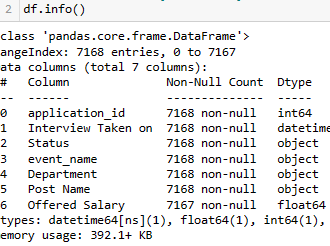 2 df.info()
class 'pandas.core.frame.DataFrame'>
angeIndex: 7168 entries, 0 to 7167
ata columns (total 7 columns):
# Column Non-Null Count Dtype
-- ------ -------------- -----
0 application_id 7168 non-null int64
1 Interview Taken on 7168 non-null datetime
2 Status 7168 non-null object
3 event_name 7168 non-null object
4 Department 7168 non-null object
5 Post Name 7168 non-null object
6 Offered Salary 7167 non-null float64
types: datetime64[ns](1), float64(1), int64(1),
emory usage: 392.1+ KB